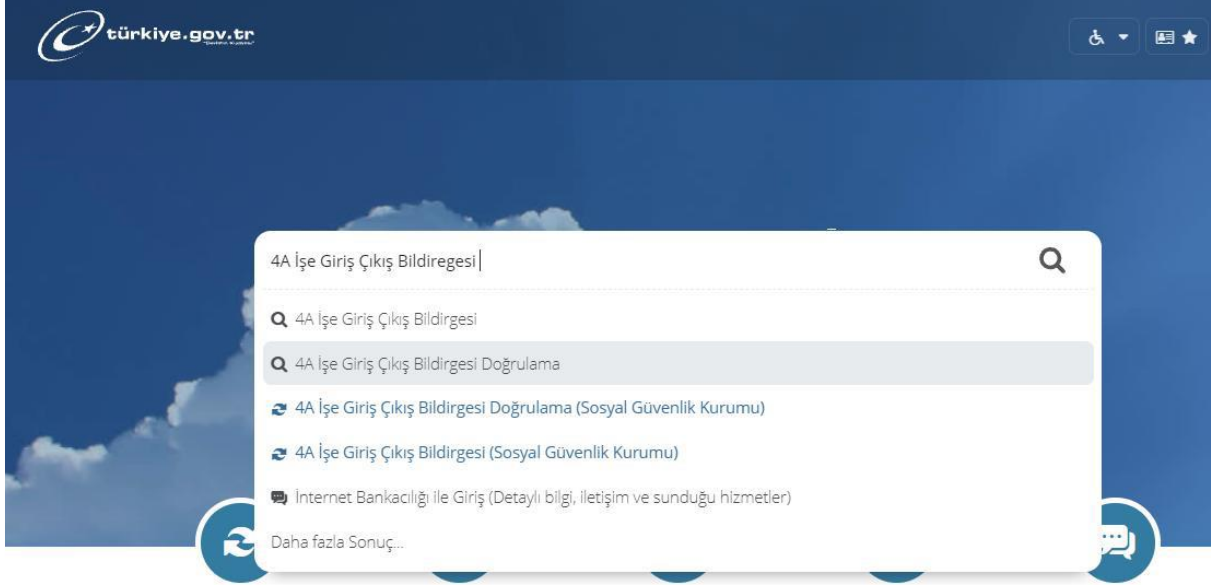 türkiye.gov.tr
4A İşe Giriş Çıkış Bildiregesi
4A İşe Giriş Çıkış Bildirgesi
4A İşe Giriş Çıkış Bildirgesi Doğrulama
4A İşe Giriş Çıkış Bildirgesi Doğrulama (Sosyal Güvenlik Kurumu)
4A İşe Giriş Çıkış Bildirgesi (Sosyal Güvenlik Kurumu)
İnternet Bankacılığı ile Giriş (Detaylı bilgi, iletişim ve sunduğu hizmetler)
Daha fazla Sonuç...